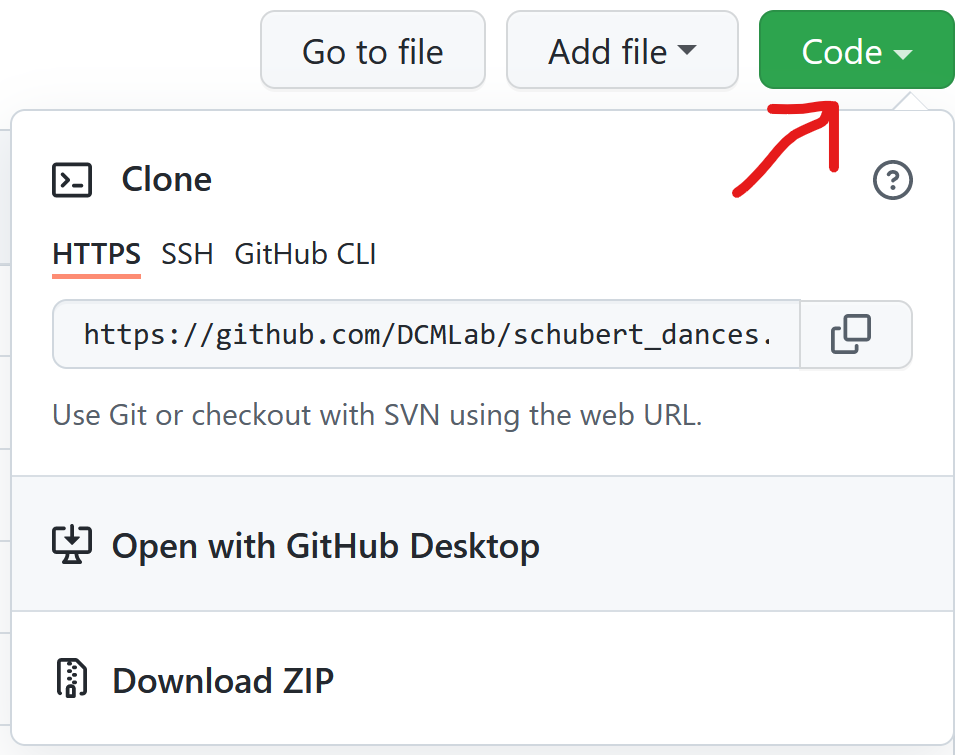 Go to file Add file Code
Clone
HTTPS SSH GitHub CLI
https://github.com/DCMLab/schubert_dances.
Use Git or checkout with SVN using the web URL.
Open with GitHub Desktop
Download ZIP